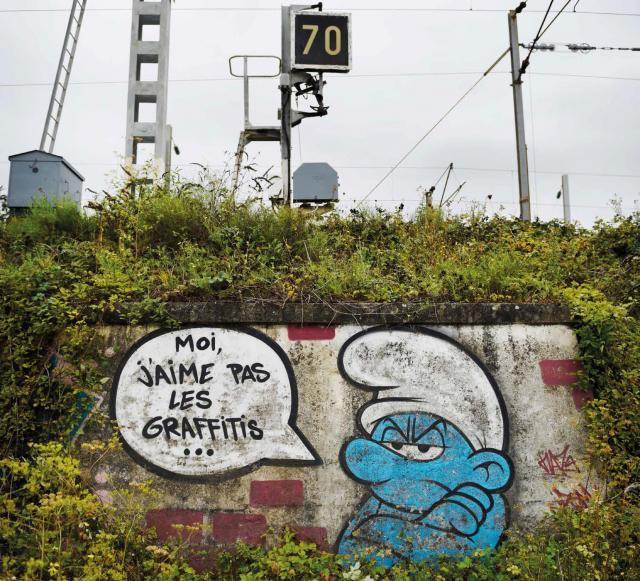 70
Moi,
J'AIME PAS
LES
GRAFFITIS
...